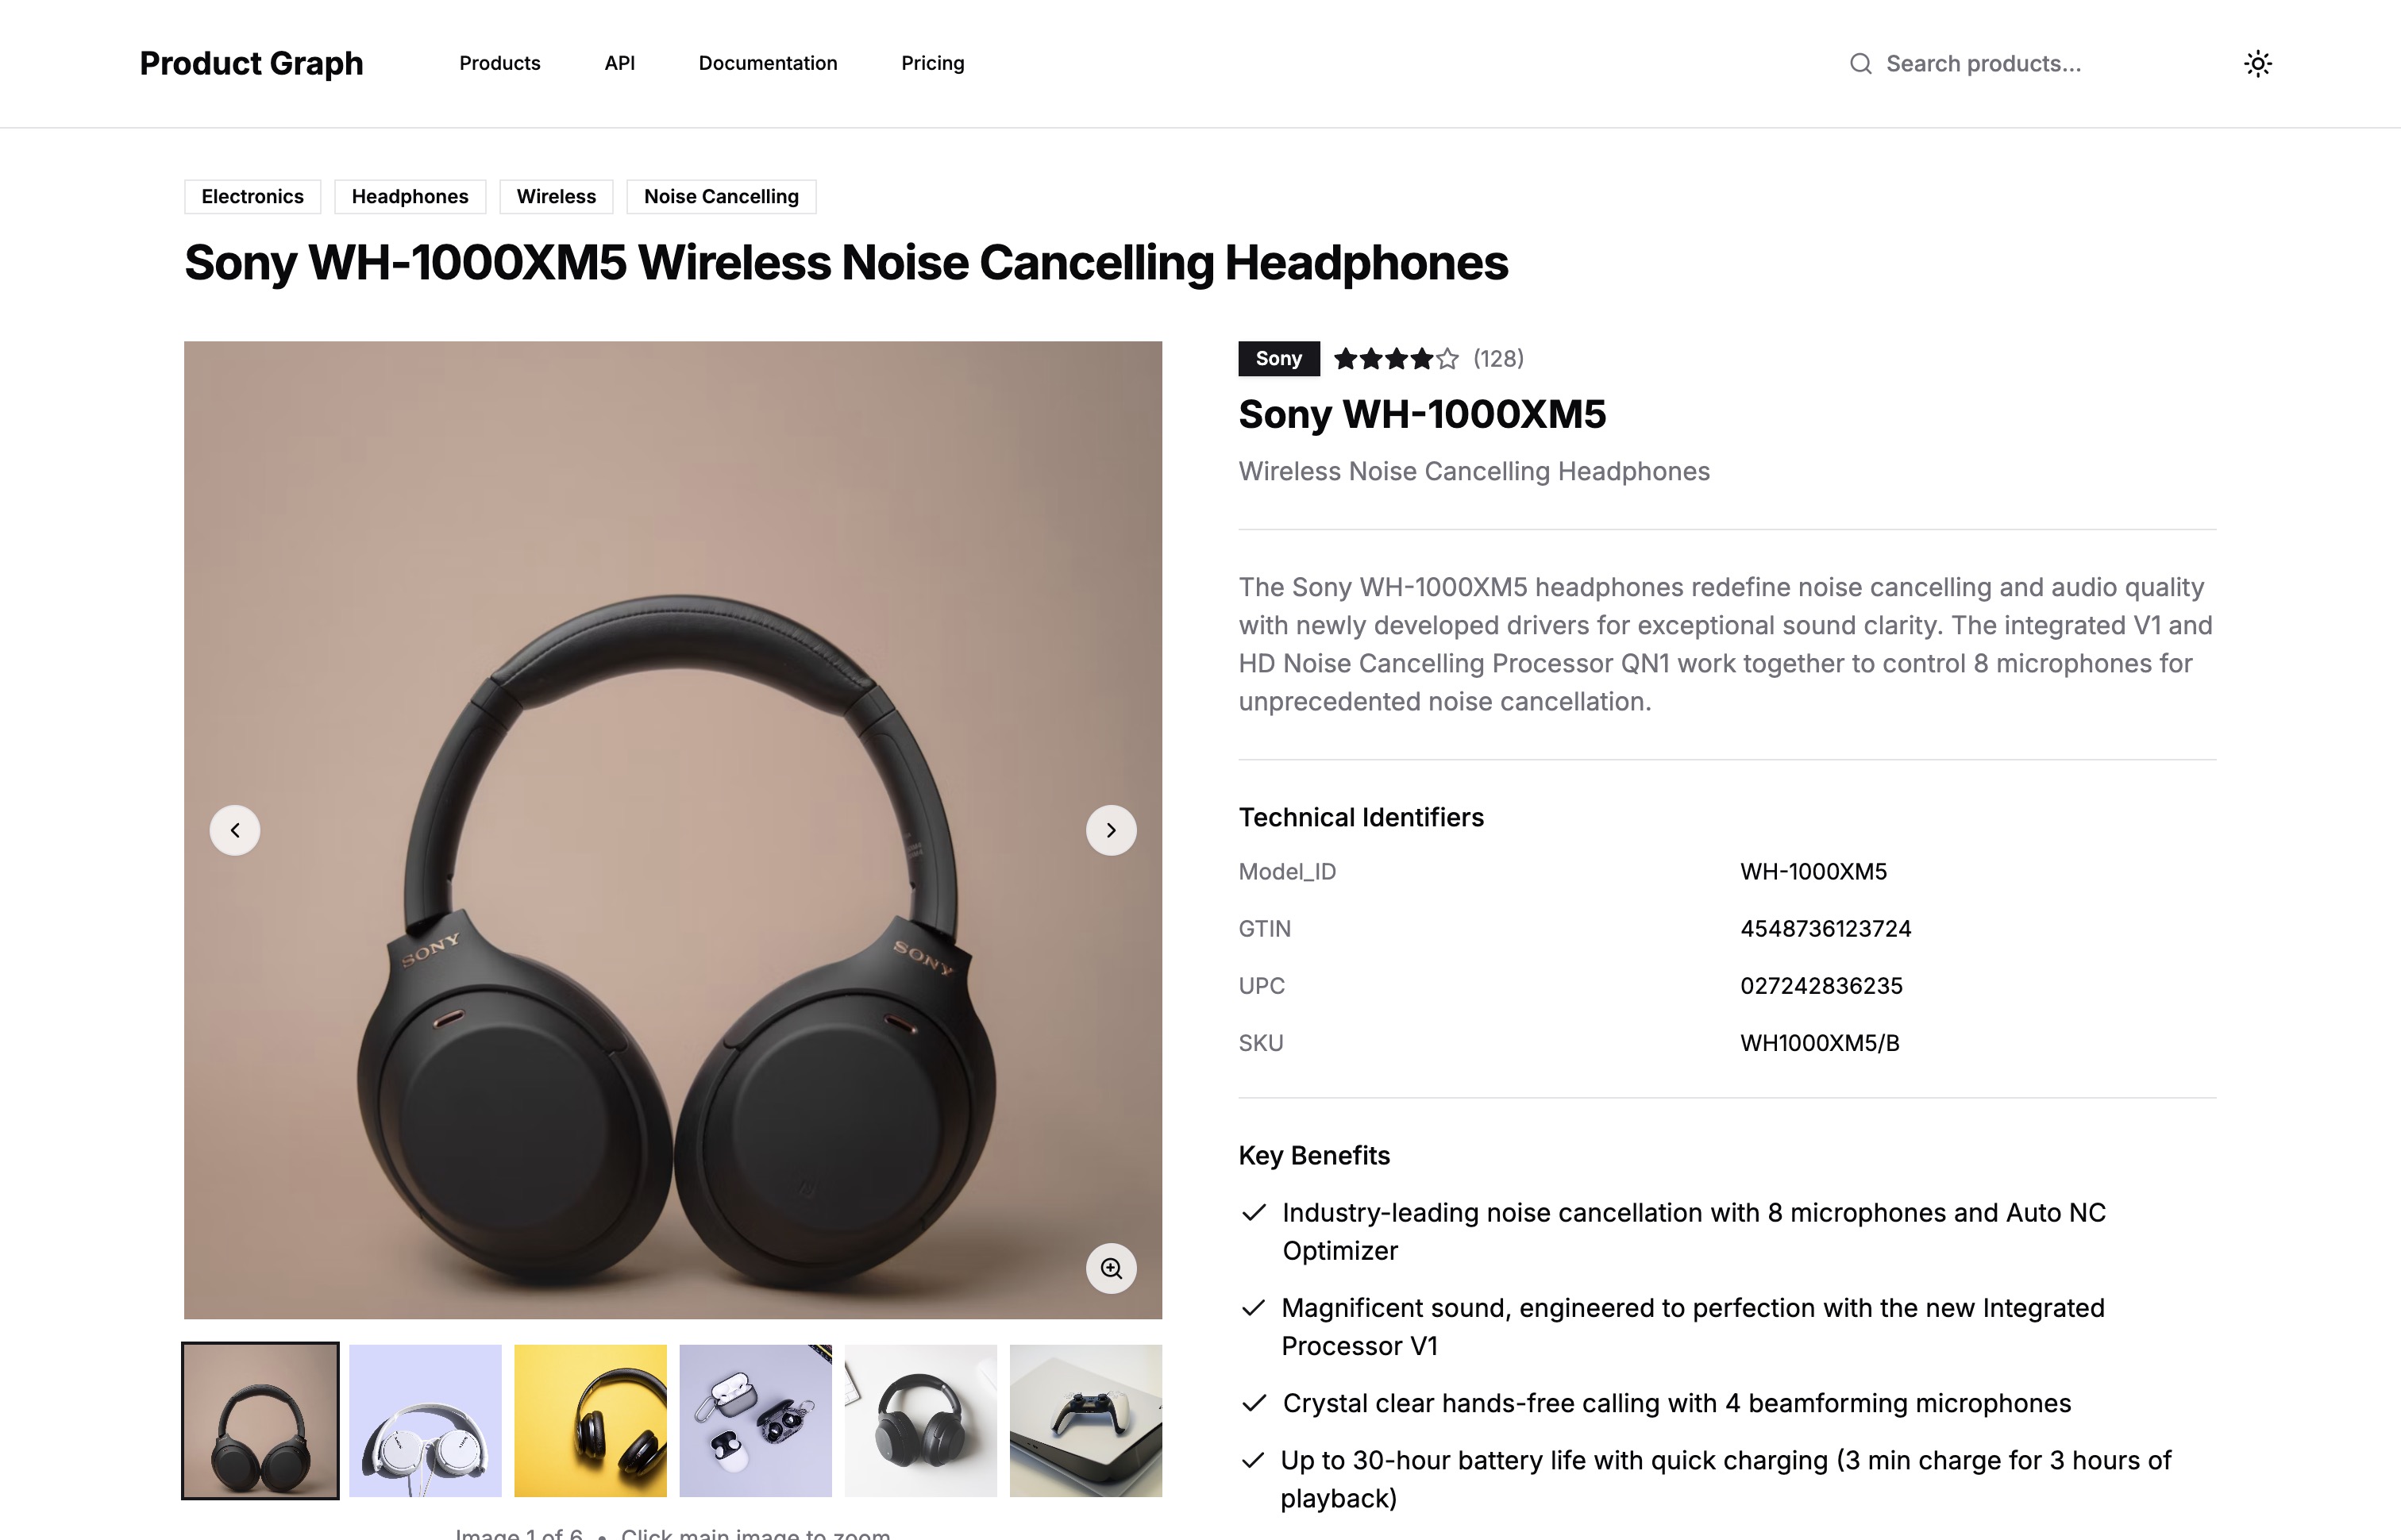 Product Graph
Products
API
Documentation
Pricing
Search products...
Electronics
Headphones
Wireless
Noise Cancelling
Sony WH-1000XM5 Wireless Noise Cancelling Headphones
SONY
SONY
Image 1 of 6 • Click main image to zoom
Sony
(128)
Sony WH-1000XM5
Wireless Noise Cancelling Headphones
The Sony WH-1000XM5 headphones redefine noise cancelling and audio quality
with newly developed drivers for exceptional sound clarity. The integrated V1 and
HD Noise Cancelling Processor QN1 work together to control 8 microphones for
unprecedented noise cancellation.
Technical Identifiers
Model_ID WH-1000XM5
GTIN 4548736123724
UPC 027242836235
SKU WH1000XM5/B
Key Benefits
Industry-leading noise cancellation with 8 microphones and Auto NC
Optimizer
Magnificent sound, engineered to perfection with the new Integrated
Processor V1
Crystal clear hands-free calling with 4 beamforming microphones
Up to 30-hour battery life with quick charging (3 min charge for 3 hours of
playback)